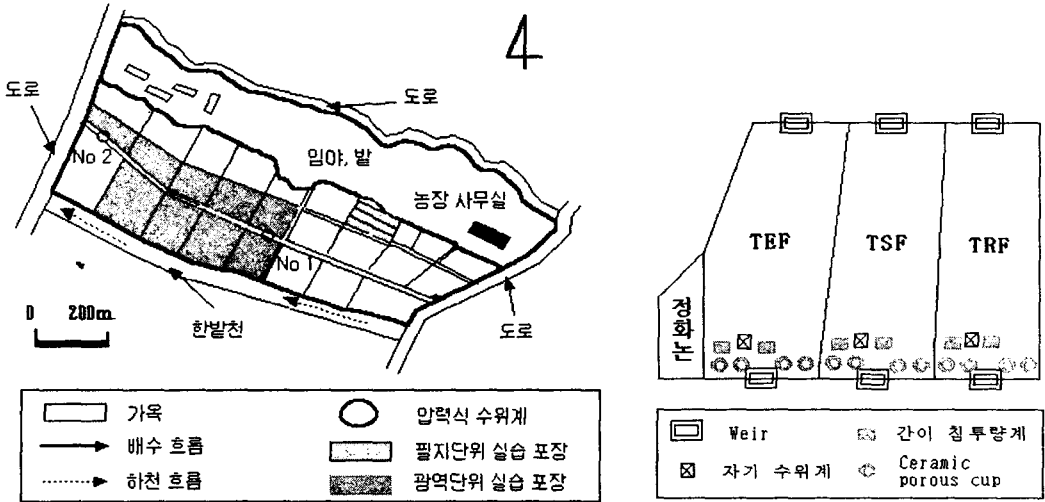 4
도로
도로
임야, 밭
No 2
농장 사무실
No 1
0 200m
한밭천
도로
가옥
압력식 수위계
배수 흐름
필지단위 실습 포장
하천 흐름
광역단위 실습 포장
TEF
TSF
TRF
정화논
Weir
간이 침투량계
자기 수위계
Ceramic
porous cup